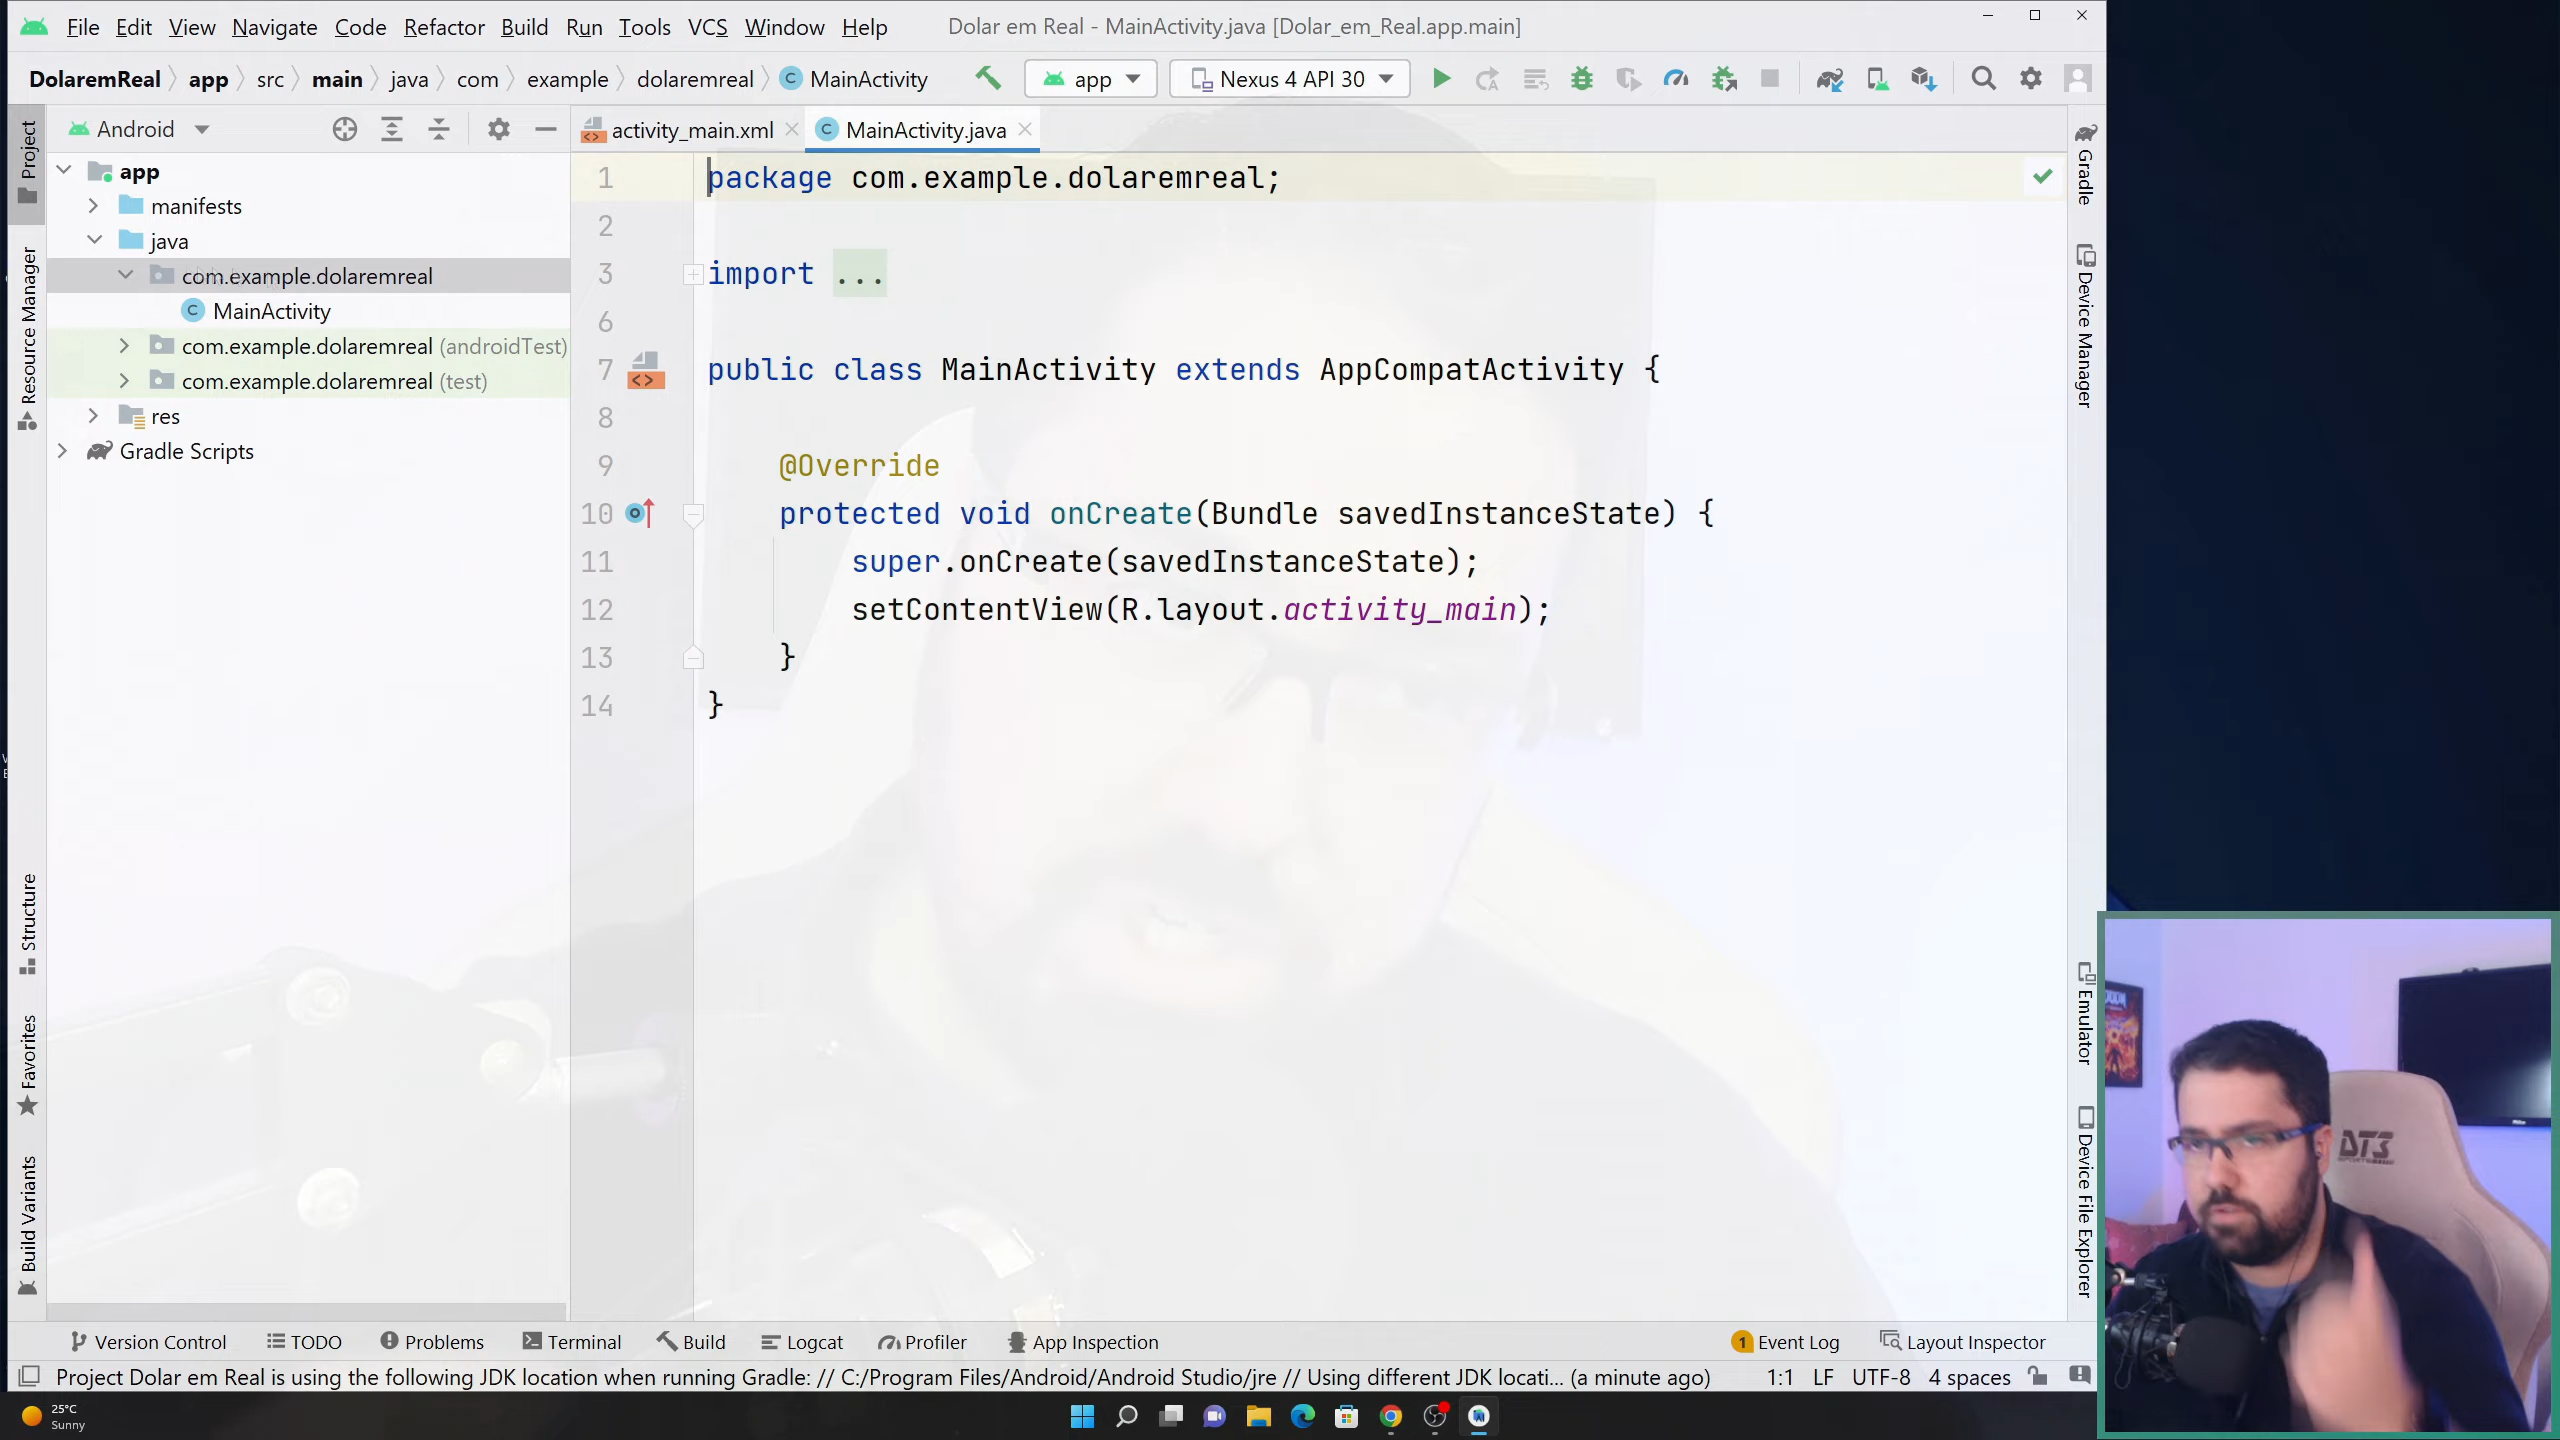 File Edit View Navigate Code Refactor Build Run Tools VCS Window Help Dolar em Real - MainActivity.java [Dolar_em_Real.app.main]
DolaremReal app src main java com example dolaremreal MainActivity app Nexus 4 API 30
Android
activity_main.xml MainActivity.java
Project
Resource Manager
Structure
Favorites
Build Variants
app
manifests
java
com.example.dolaremreal
MainActivity
com.example.dolaremreal (androidTest)
com.example.dolaremreal (test)
res
Gradle Scripts
1 package com.example.dolaremreal;
2
3 import ...
6
7 public class MainActivity extends AppCompatActivity {
8
9 @Override
10 protected void onCreate(Bundle savedInstanceState) {
11 super.onCreate(savedInstanceState);
12 setContentView(R.layout.activity_main);
13 }
14 }
Gradle
Device Manager
Emulator
Device File Explorer
DT3
Version Control TODO Problems Terminal Build Logcat Profiler App Inspection 1 Event Log Layout Inspector
Project Dolar em Real is using the following JDK location when running Gradle: // C:/Program Files/Android/Android Studio/jre // Using different JDK locati... (a minute ago) 1:1 LF UTF-8 4 spaces
25°C
Sunny